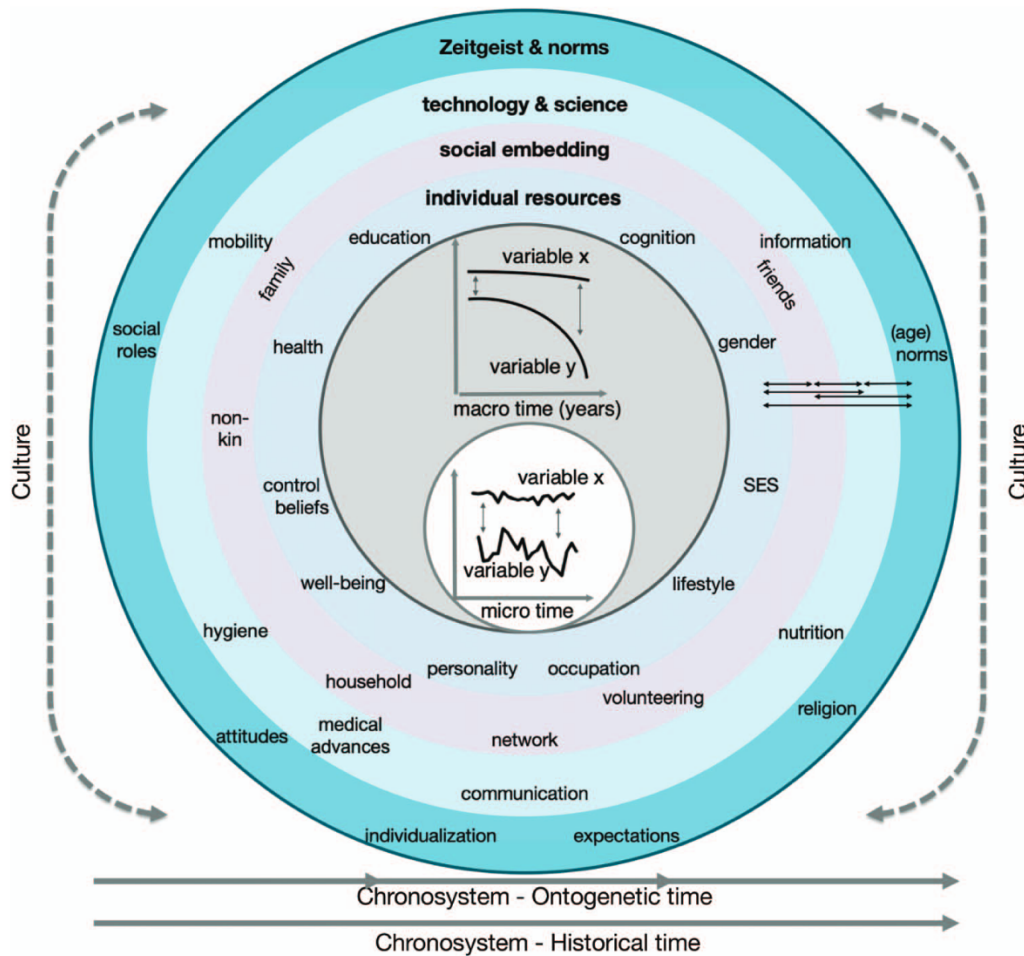 Zeitgeist & norms
technology & science
social embedding
individual resources
mobility
education
cognition
information
family
friends
variable x
variable y
macro time (years)
social
roles
health
gender
(age)
norms
non-
kin
Culture
Culture
control
beliefs
SES
variable x
variable y
micro time
well-being
lifestyle
hygiene
nutrition
personality
occupation
household
volunteering
religion
attitudes
medical
advances
network
communication
individualization
expectations
Chronosystem - Ontogenetic time
Chronosystem - Historical time